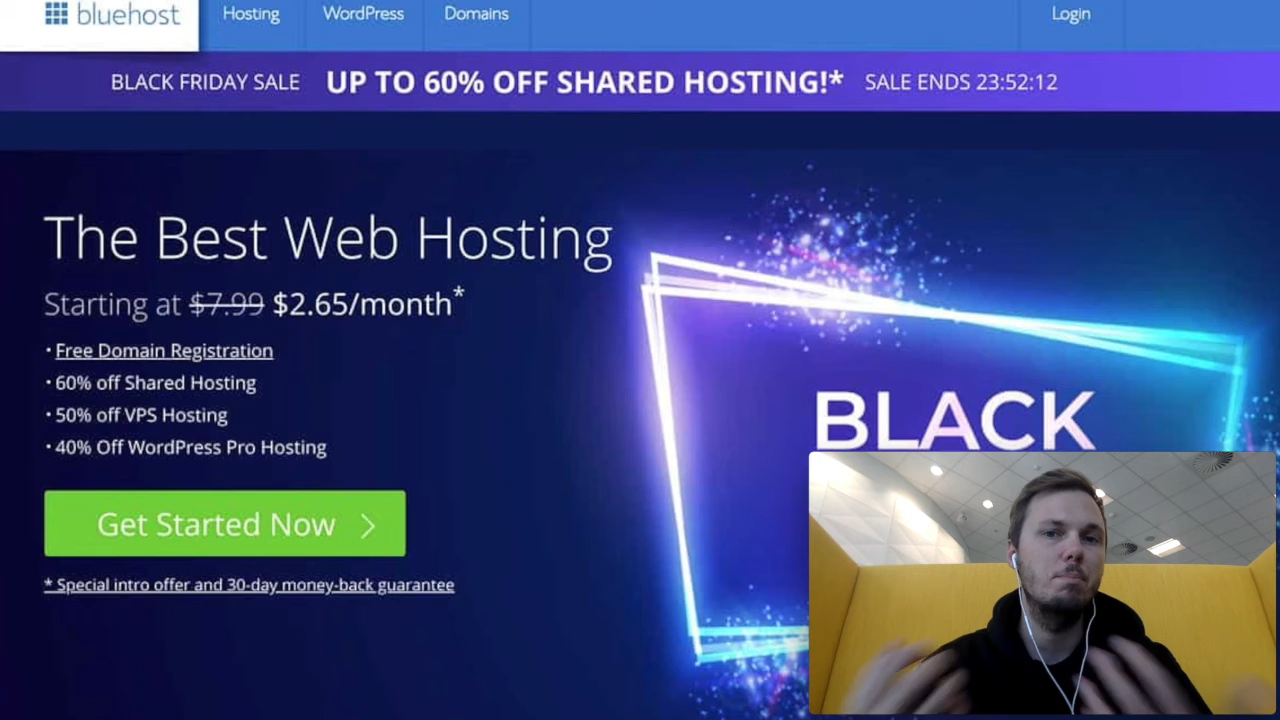 bluehost Hosting WordPress Domains Login
BLACK FRIDAY SALE UP TO 60% OFF SHARED HOSTING!* SALE ENDS 23:52:12
The Best Web Hosting
Starting at $7.99 $2.65/month*
· Free Domain Registration
· 60% off Shared Hosting
· 50% off VPS Hosting
· 40% Off WordPress Pro Hosting
Get Started Now
* Special intro offer and 30-day money-back guarantee
BLACK